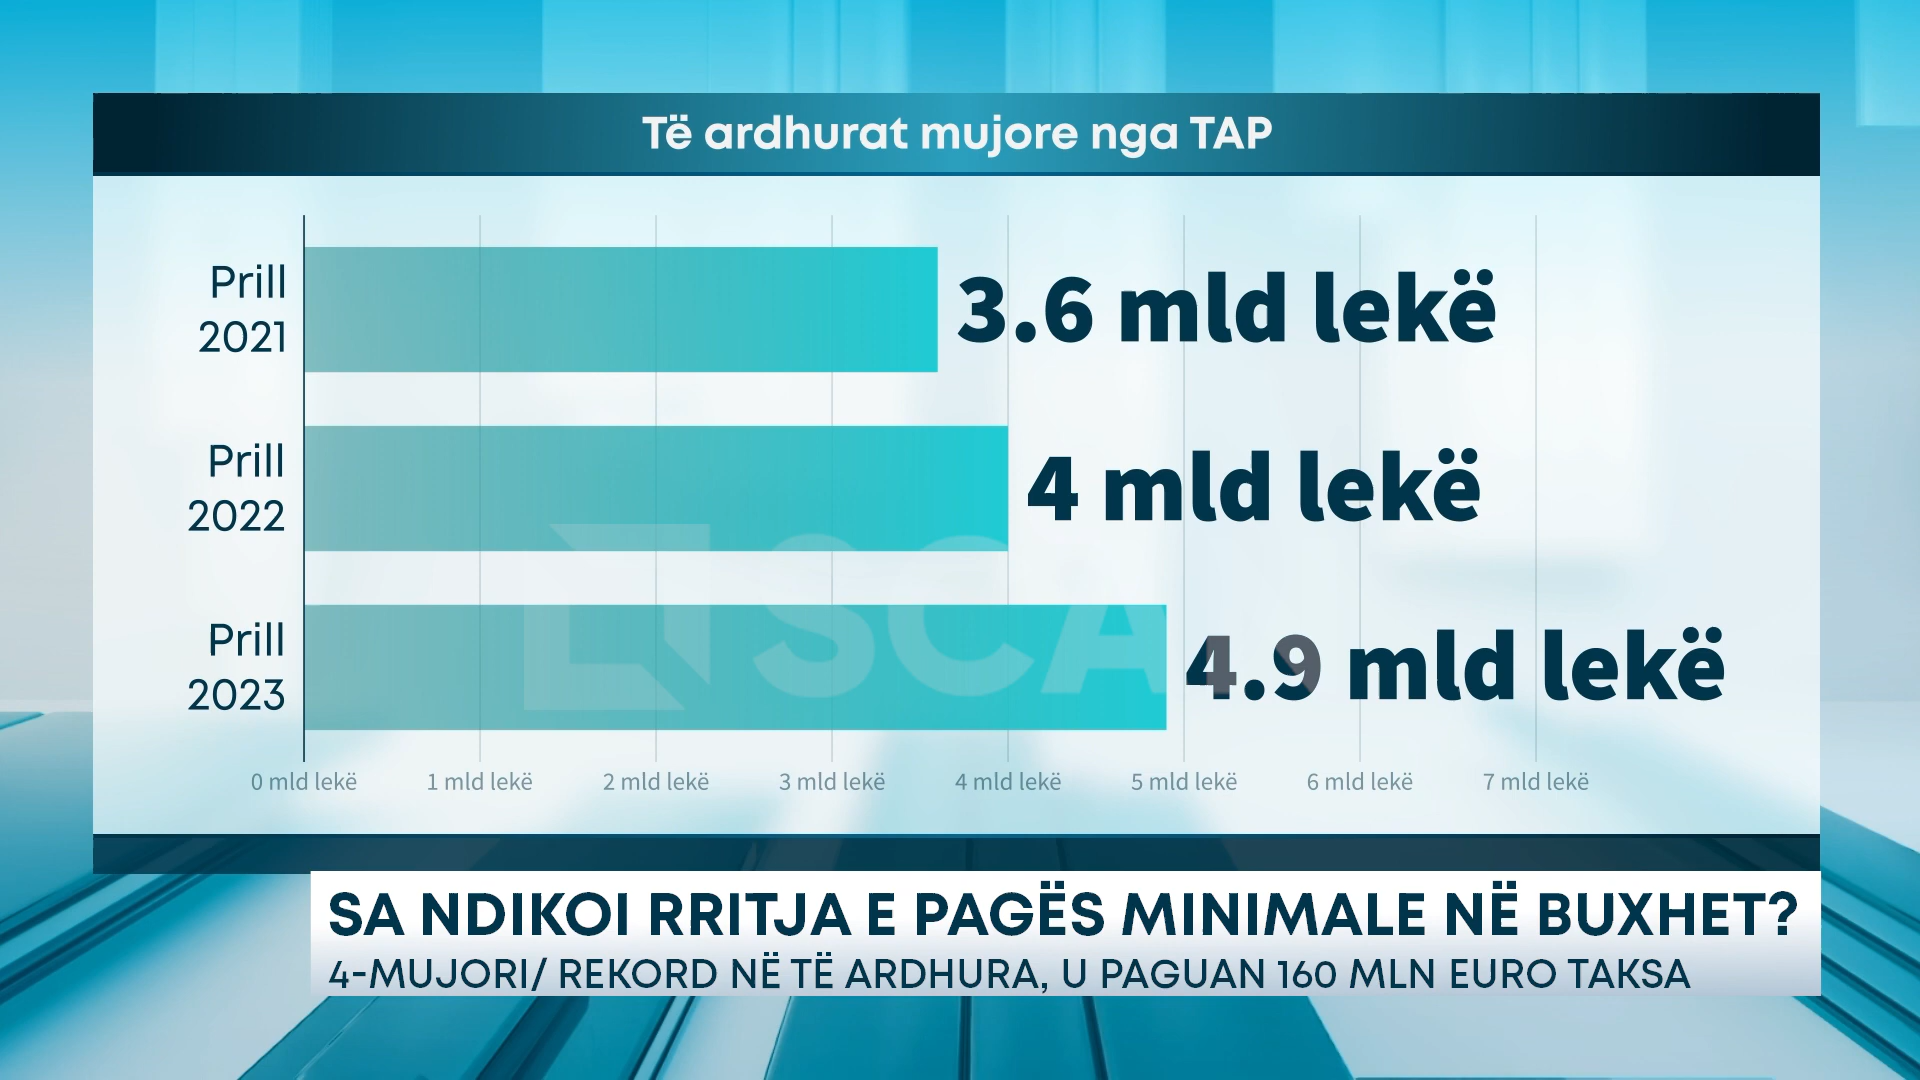 Të ardhurat mujore nga TAP
Prill
2021
3.6 mld lekë
Prill
2022
4 mld lekë
Prill
2023
4.9 mld lekë
0 mld lekë 1 mld lekë 2 mld lekë 3 mld lekë 4 mld lekë 5 mld lekë 6 mld lekë 7 mld lekë
SCA
SA NDIKOI RRITJA E PAGËS MINIMALE NË BUXHET?
4-MUJORI/ REKORD NË TË ARDHURA, U PAGUAN 160 MLN EURO TAKSA